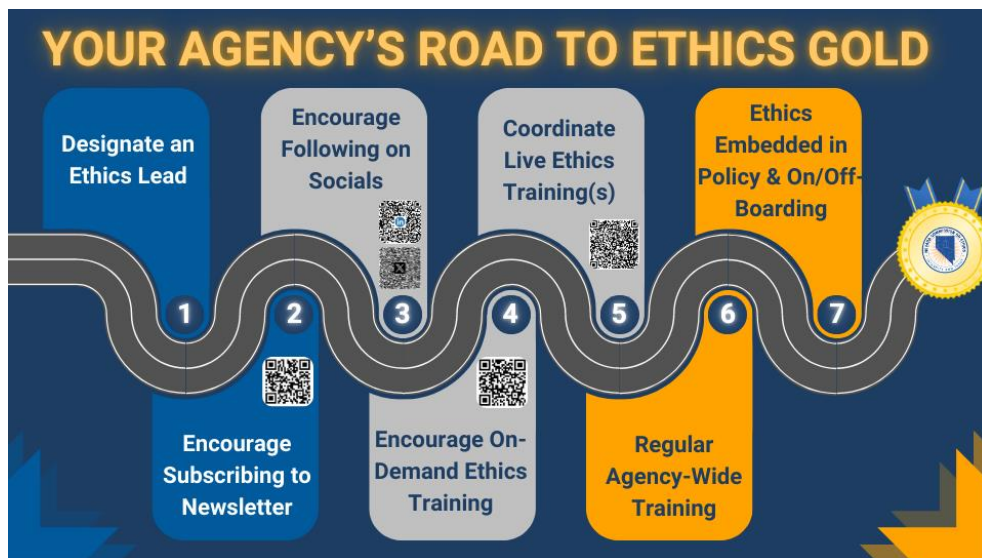 YOUR AGENCY'S ROAD TO ETHICS GOLD
Designate an
Ethics Lead
1
2
Encourage
Subscribing to
Newsletter
Encourage
Following on
Socials
in
X
3
4
Encourage On-
Demand Ethics
Training
Coordinate
Live Ethics
Training(s)
5
6
Regular
Agency-Wide
Training
Ethics
Embedded in
Policy & On/Off-
Boarding
7